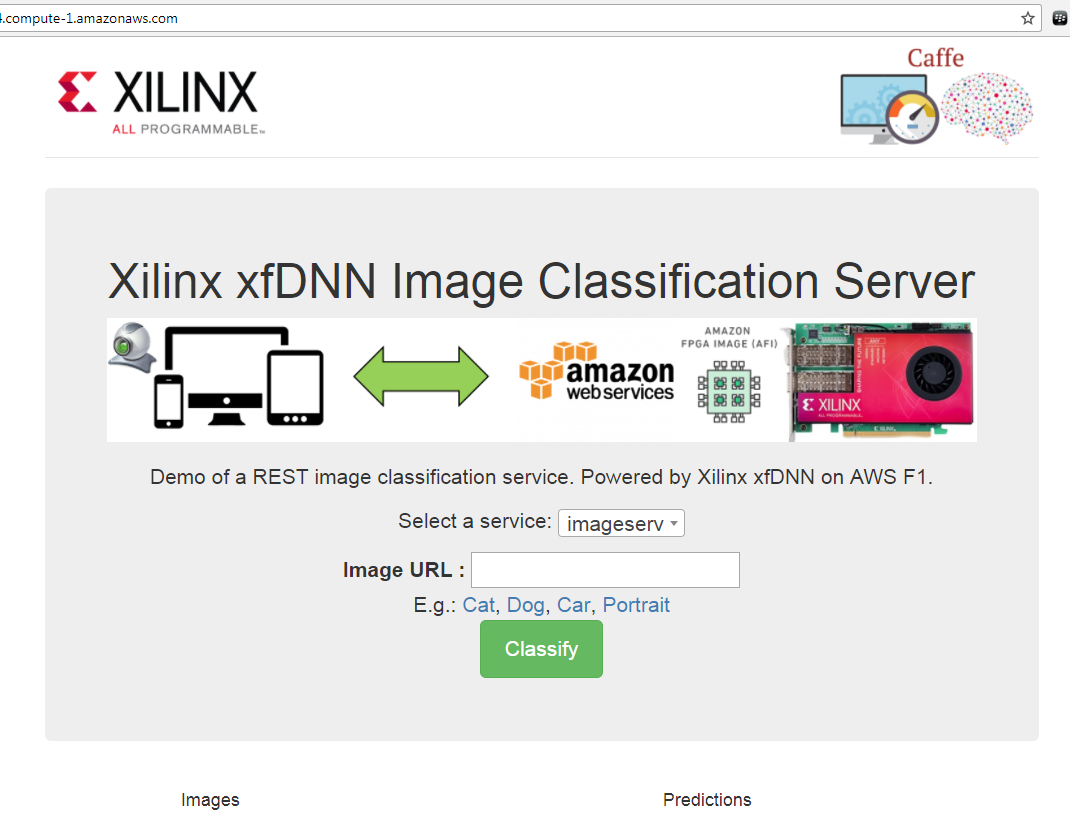 4.compute-1.amazonaws.com
XILINX
ALL PROGRAMMABLE™
Caffe
Xilinx xfDNN Image Classification Server
amazon
web services
AMAZON
FPGA IMAGE (AFI)
XILINX
ALL PROGRAMMABLE
Demo of a REST image classification service. Powered by Xilinx xfDNN on AWS F1.
Select a service: imageserv
Image URL :
E.g.: Cat, Dog, Car, Portrait
Classify
Images Predictions